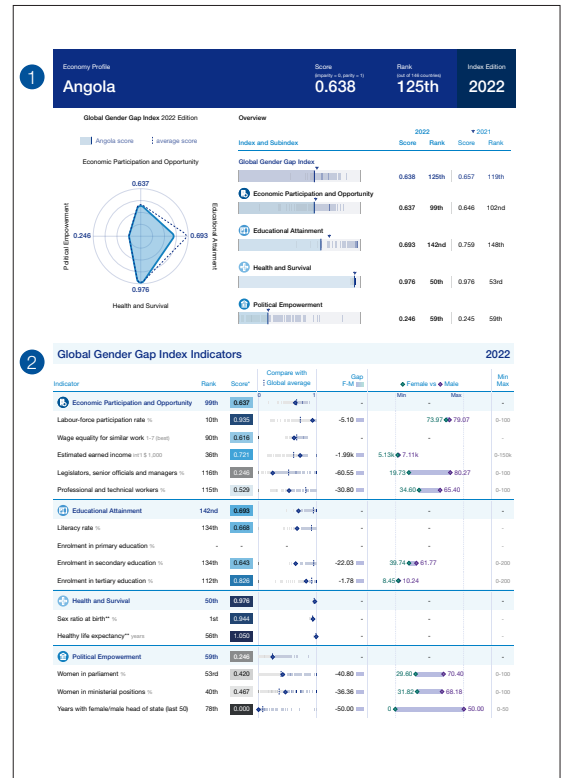 1
Economy Profile
Angola
Score
(imparity = 0, parity = 1)
0.638
Rank
(out of 146 countries)
125th
Index Edition
2022
Global Gender Gap Index 2022 Edition
Angola score
average score
Economic Participation and Opportunity
0.637
Political Empowerment
0.246
0.693
Educational Attainment
0.976
Health and Survival
Overview
2022 ▼2021
Index and Subindex Score Rank Score Rank
Global Gender Gap Index
0.638 125th 0.657 119th
Economic Participation and Opportunity
0.637 99th 0.646 102nd
Educational Attainment
0.693 142nd 0.759 148th
Health and Survival
0.976 50th 0.976 53rd
Political Empowerment
0.246 59th 0.245 59th
2
Global Gender Gap Index Indicators 2022
Indicator Rank Score* Compare with Global average Gap F-M Female vs Male Min Max
0 1 Min Max
Economic Participation and Opportunity 99th 0.637 - - -
Labour-force participation rate % 10th 0.935 -5.10 73.97 79.07 0-100
Wage equality for similar work 1-7 (best) 90th 0.616 - - -
Estimated earned income int'l $ 1,000 36th 0.721 -1.99k 5.13k 7.11k 0-150k
Legislators, senior officials and managers % 116th 0.246 -60.55 19.73 80.27 0-100
Professional and technical workers % 115th 0.529 -30.80 34.60 65.40 0-100
Educational Attainment 142nd 0.693 - - -
Literacy rate % 134th 0.668 - - -
Enrolment in primary education % - - - - -
Enrolment in secondary education % 134th 0.643 -22.03 39.74 61.77 0-200
Enrolment in tertiary education % 112th 0.826 -1.78 8.45 10.24 0-200
Health and Survival 50th 0.976 - - -
Sex ratio at birth** % 1st 0.944 - - -
Healthy life expectancy** years 56th 1.050 - - -
Political Empowerment 59th 0.246 - - -
Women in parliament % 53rd 0.420 -40.80 29.60 70.40 0-100
Women in ministerial positions % 40th 0.467 -36.36 31.82 68.18 0-100
Years with female/male head of state (last 50) 78th 0.000 -50.00 0 50.00 0-50